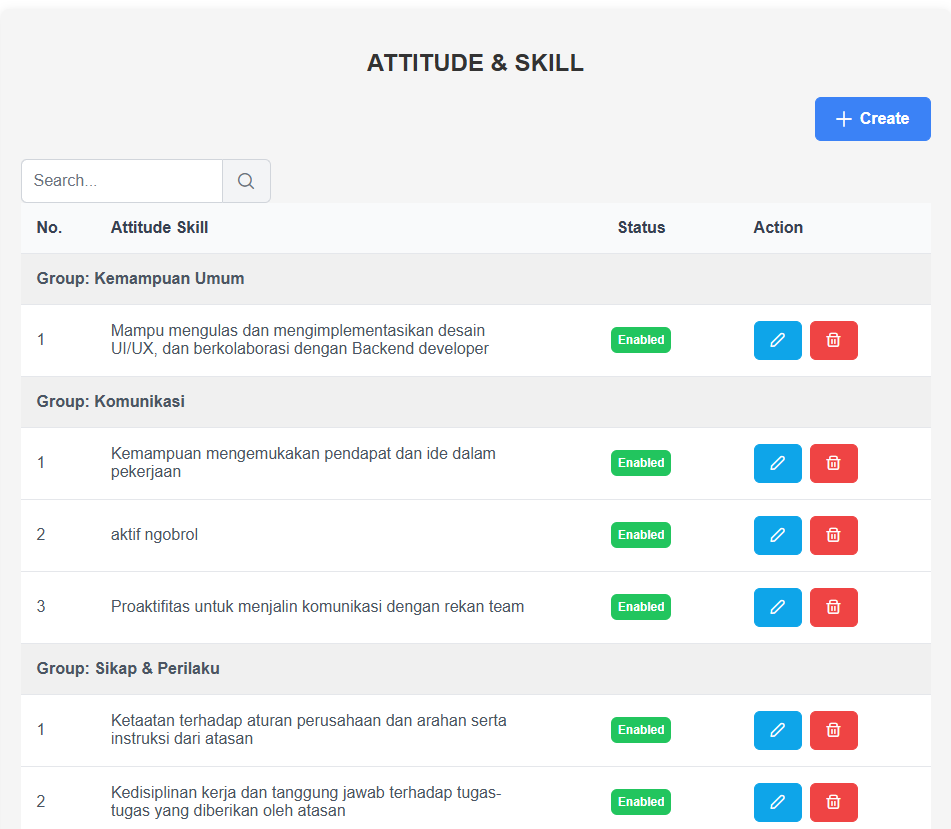 ATTITUDE & SKILL
Create
Search...
No. Attitude Skill Status Action
Group: Kemampuan Umum
1 Mampu mengulas dan mengimplementasikan desain
UI/UX, dan berkolaborasi dengan Backend developer
Enabled
Group: Komunikasi
1 Kemampuan mengemukakan pendapat dan ide dalam
pekerjaan
Enabled
2 aktif ngobrol Enabled
3 Proaktifitas untuk menjalin komunikasi dengan rekan team Enabled
Group: Sikap & Perilaku
1 Ketaatan terhadap aturan perusahaan dan arahan serta
instruksi dari atasan
Enabled
2 Kedisiplinan kerja dan tanggung jawab terhadap tugas-
tugas yang diberikan oleh atasan
Enabled